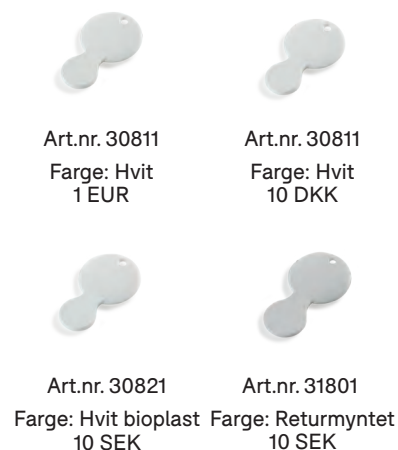 Art.nr. 30811
Farge: Hvit
1 EUR
Art.nr. 30811
Farge: Hvit
10 DKK
Art.nr. 30821
Farge: Hvit bioplast
10 SEK
Art.nr. 31801
Farge: Returmyntet
10 SEK